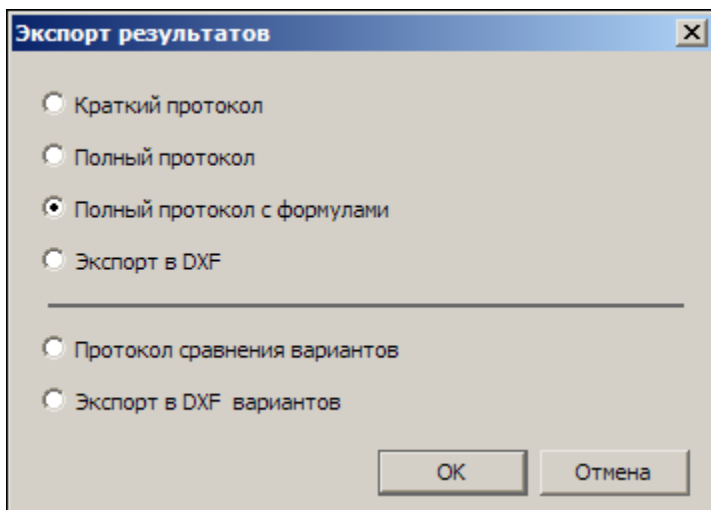 Экспорт результатов
Краткий протокол
Полный протокол
Полный протокол с формулами
Экспорт в DXF
Протокол сравнения вариантов
Экспорт в DXF вариантов
OK
Отмена